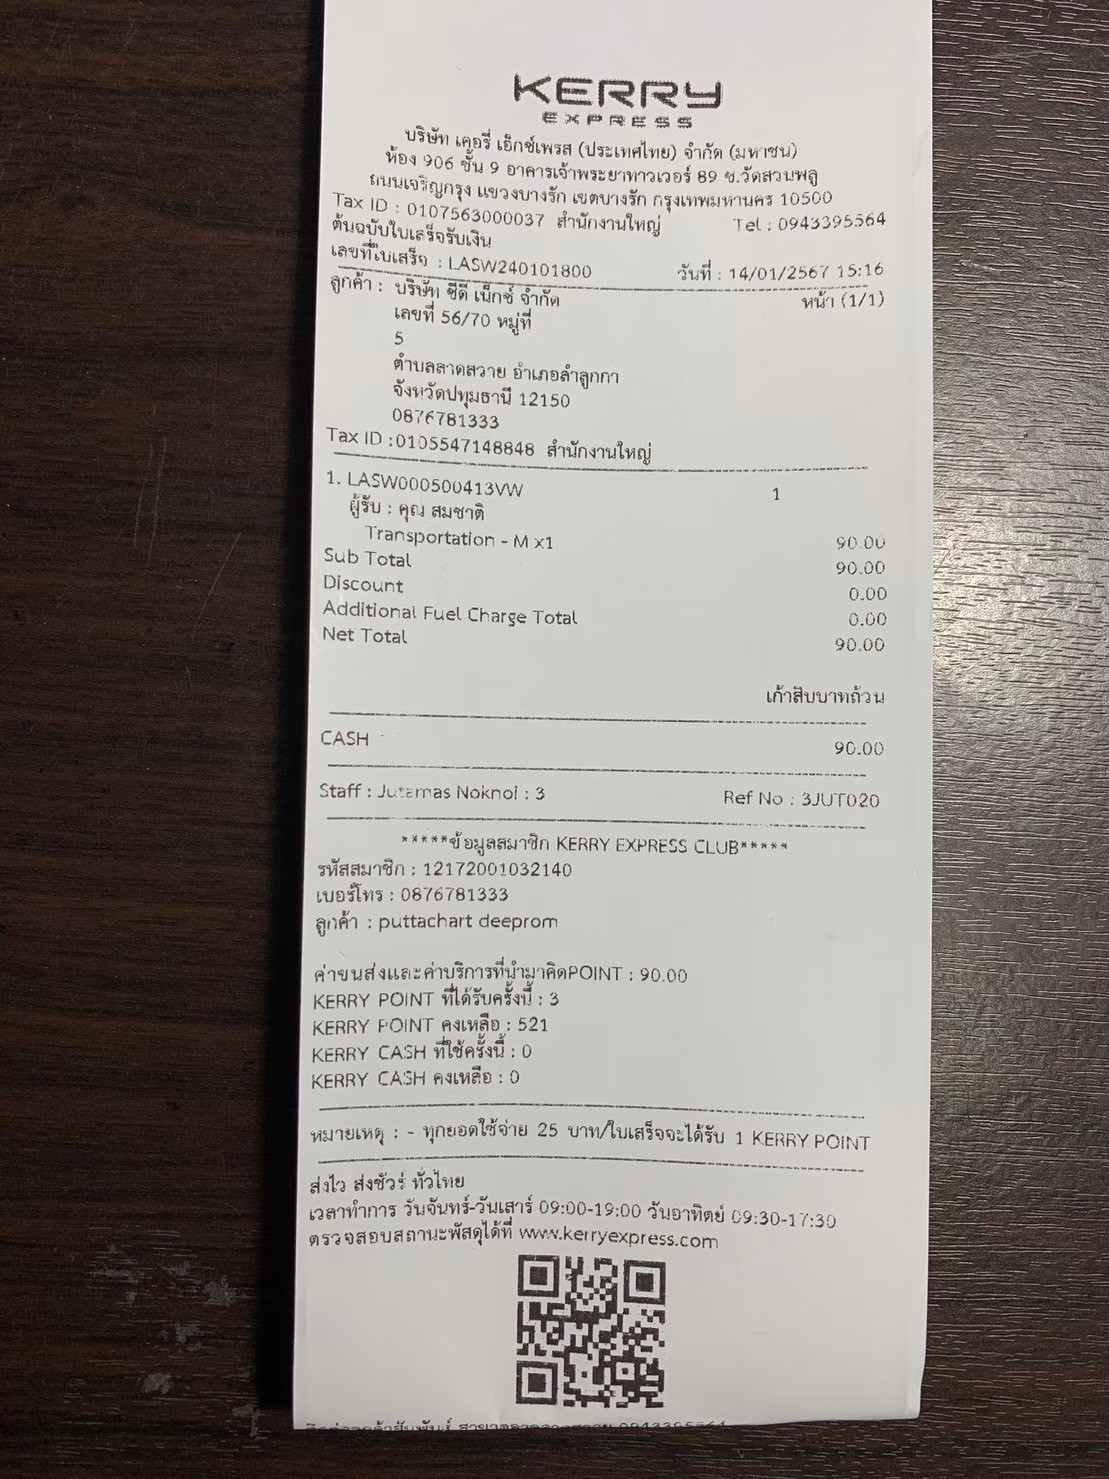 KERRY
EXPRESS
บริษัท เคอรี่ เอ็กซ์เพรส (ประเทศไทย) จำกัด (มหาชน)
ห้อง 906 ชั้น 9 อาคารเจ้าพระยาทาวเวอร์ 89 ซ.วัดสวนพลู
ถนนเจริญกรุง แขวงบางรัก เขตบางรัก กรุงเทพมหานคร 10500
Tax ID : 0107563000037 สำนักงานใหญ่ Tel : 0943395564
ต้นฉบับใบเสร็จรับเงิน
เลขที่ใบเสร็จ : LASW240101800 วันที่ : 14/01/2567 15:16
ลูกค้า : บริษัท ซีดี เน็กซ์ จำกัด หน้า (1/1)
เลขที่ 56/70 หมู่ที่
5
ตำบลลาดสวาย อำเภอลำลูกกา
จังหวัดปทุมธานี 12150
0876781333
Tax ID :0105547148848 สำนักงานใหญ่
1. LASW000500413VW 1
ผู้รับ : คุณ สมชาติ
Transportation - M x1 90.00
Sub Total 90.00
Discount 0.00
Additional Fuel Charge Total 0.00
Net Total 90.00
เก้าสิบบาทถ้วน
CASH 90.00
Staff : Jutamas Noknoi : 3 Ref No : 3JUT020
*****ข้อมูลสมาชิก KERRY EXPRESS CLUB*****
รหัสสมาชิก : 12172001032140
เบอร์โทร : 0876781333
ลูกค้า : puttachart deeprom
ค่าขนส่งและค่าบริการที่นำมาคิดPOINT : 90.00
KERRY POINT ที่ได้รับครั้งนี้ : 3
KERRY POINT คงเหลือ : 521
KERRY CASH ที่ใช้ครั้งนี้ : 0
KERRY CASH คงเหลือ : 0
หมายเหตุ : - ทุกยอดใช้จ่าย 25 บาท/ใบเสร็จจะได้รับ 1 KERRY POINT
ส่งไว ส่งชัวร์ ทั่วไทย
เวลาทำการ วันจันทร์-วันเสาร์ 09:00-19:00 วันอาทิตย์ 09:30-17:30
ตรวจสอบสถานะพัสดุได้ที่ www.kerryexpress.com